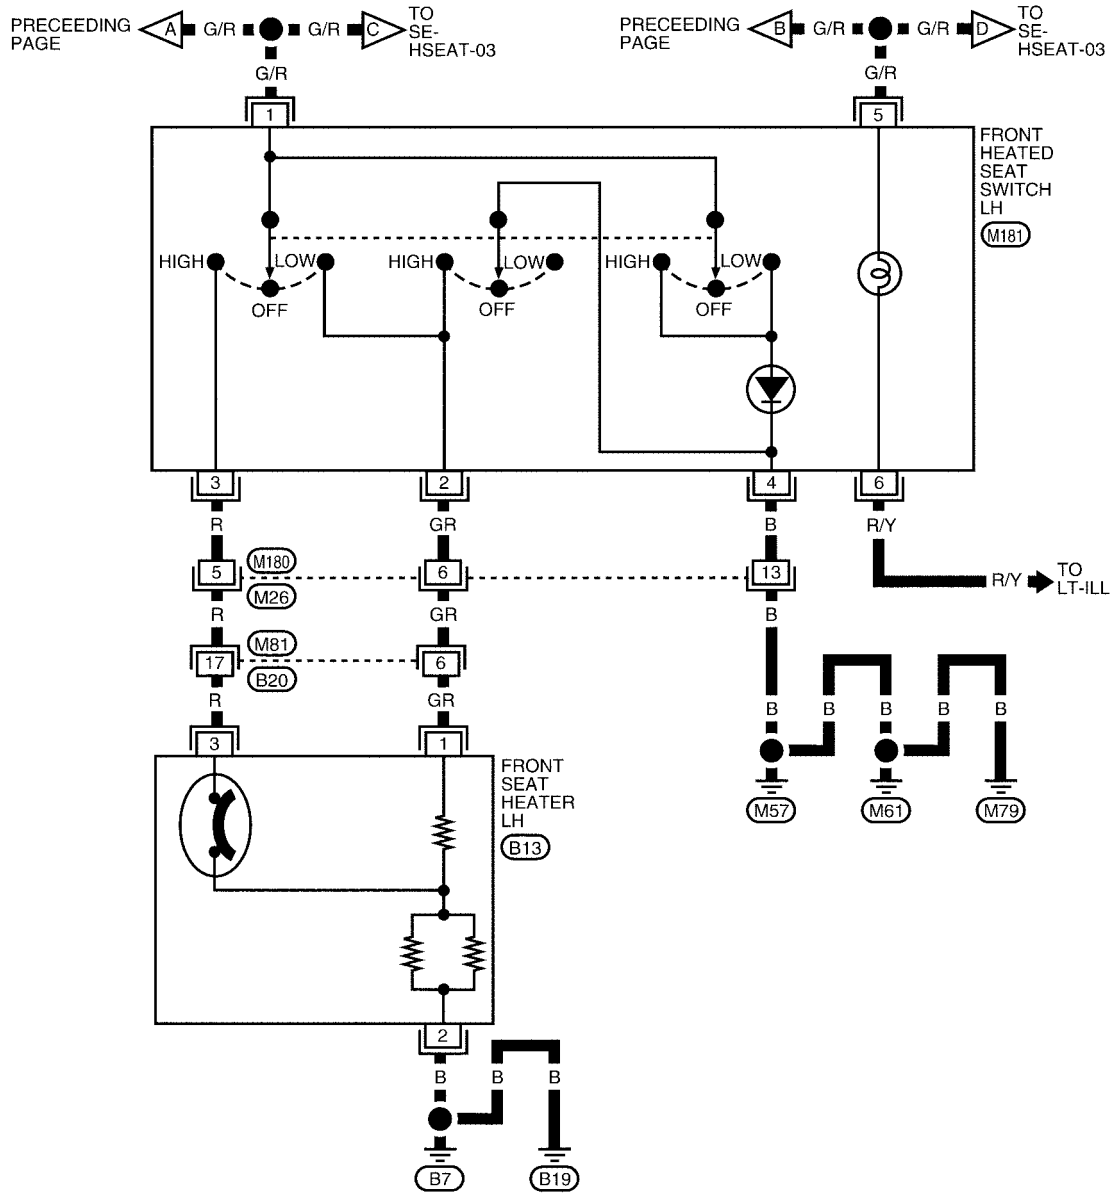 PRECEEDING
PAGE
A
G/R
G/R
C
TO
SE-
HSEAT-03
PRECEEDING
PAGE
B
G/R
G/R
D
TO
SE-
HSEAT-03
G/R
G/R
1
5
FRONT
HEATED
SEAT
SWITCH
LH
M181
HIGH
LOW
OFF
HIGH
LOW
OFF
HIGH
LOW
OFF
3
2
4
6
R
GR
B
R/Y
5
M180
M26
6
13
R/Y
TO
LT-ILL
R
GR
B
17
M81
B20
6
R
GR
B
B
B
B
B
3
1
M57
M61
M79
FRONT
SEAT
HEATER
LH
B13
2
B
B
B
B7
B19